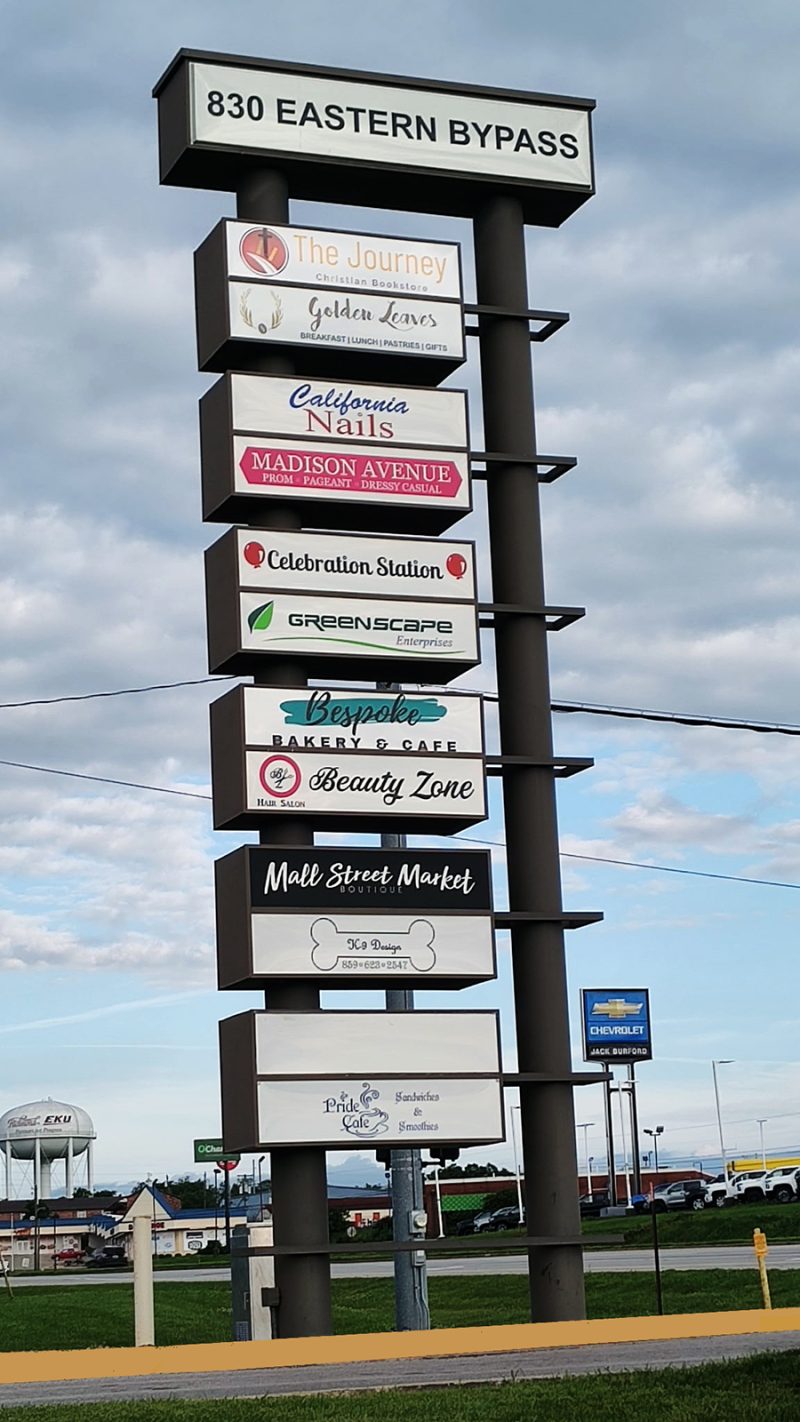 830 EASTERN BYPASS
The Journey
Christian Bookstore
Golden Leaves
BREAKFAST | LUNCH | PASTRIES | GIFTS
California
Nails
MADISON AVENUE
PROM PAGEANT DRESSY CASUAL
Celebration Station
GREENSCAPE
Enterprises
Bespoke
BAKERY & CAFE
Beauty Zone
HAIR SALON
Mall Street Market
BOUTIQUE
K-9 Design
859•623•2547
Pride Sandwiches
Cafe &
Smoothies
CHEVROLET
JACK BURFORD
Richmond EKU